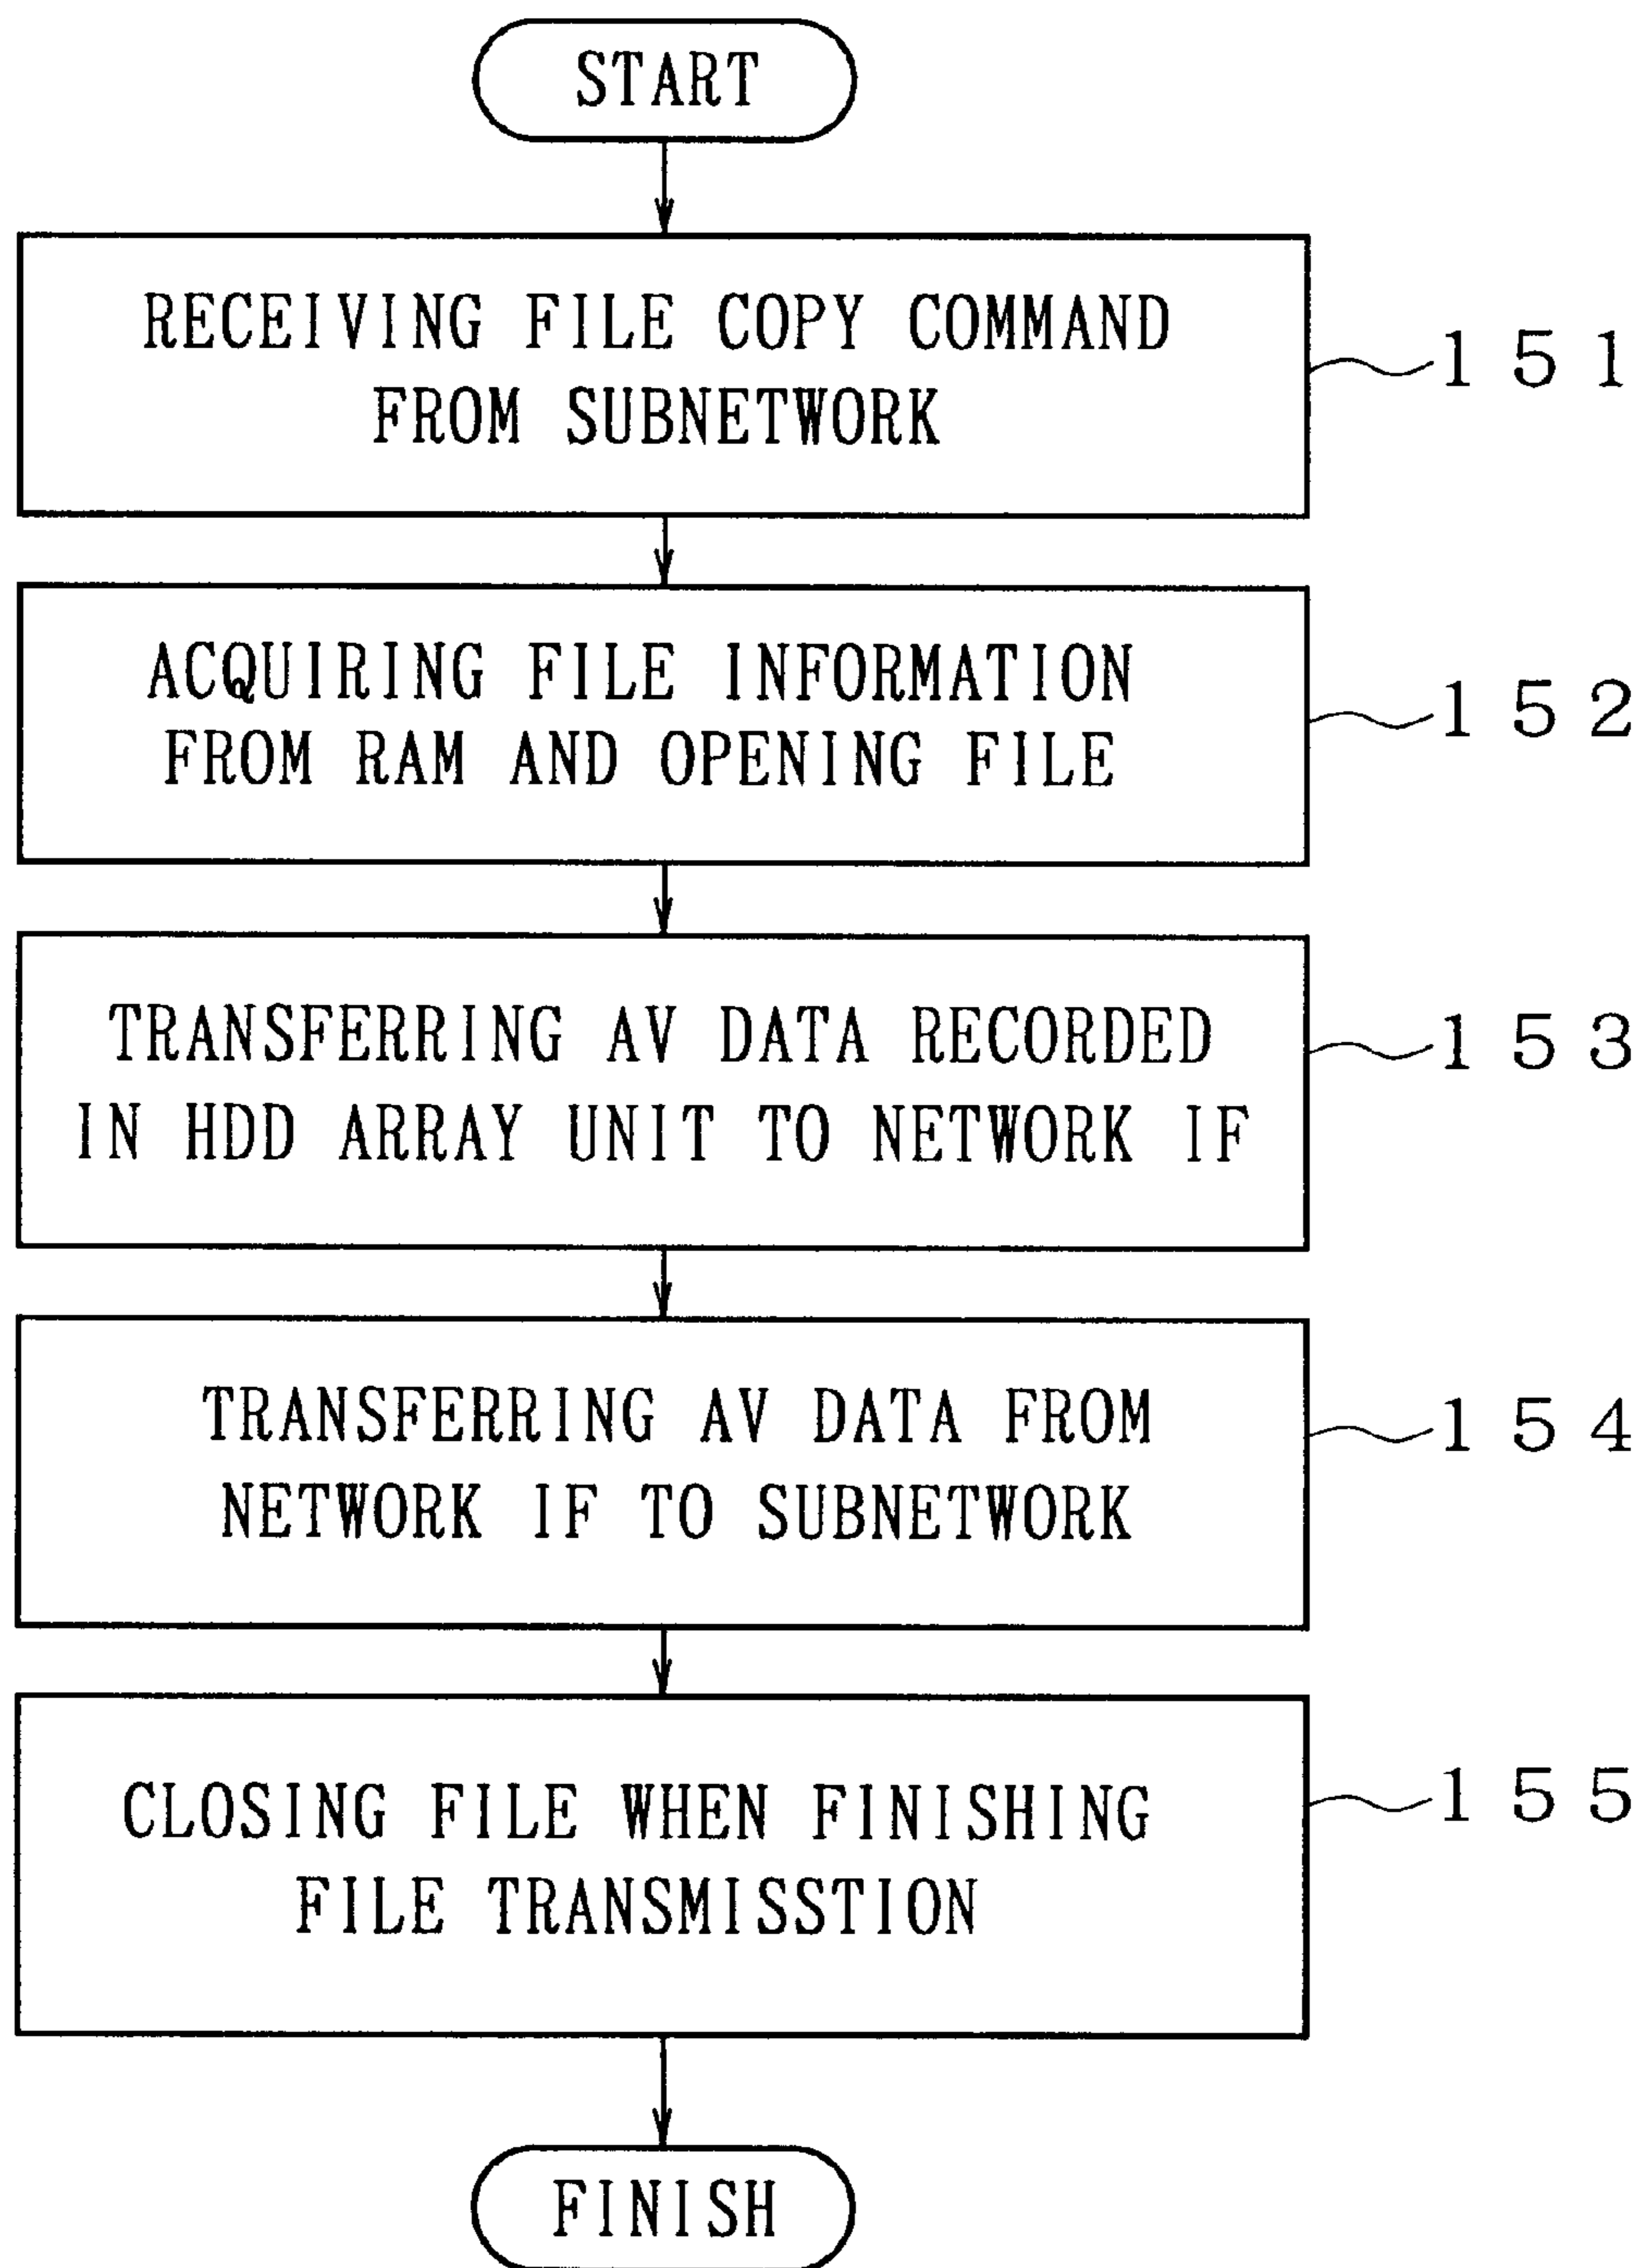 START
RECEIVING FILE COPY COMMAND
FROM SUBNETWORK
151
ACQUIRING FILE INFORMATION
FROM RAM AND OPENING FILE
152
TRANSFERRING AV DATA RECORDED
IN HDD ARRAY UNIT TO NETWORK IF
153
TRANSFERRING AV DATA FROM
NETWORK IF TO SUBNETWORK
154
CLOSING FILE WHEN FINISHING
FILE TRANSMISSTION
155
FINISH